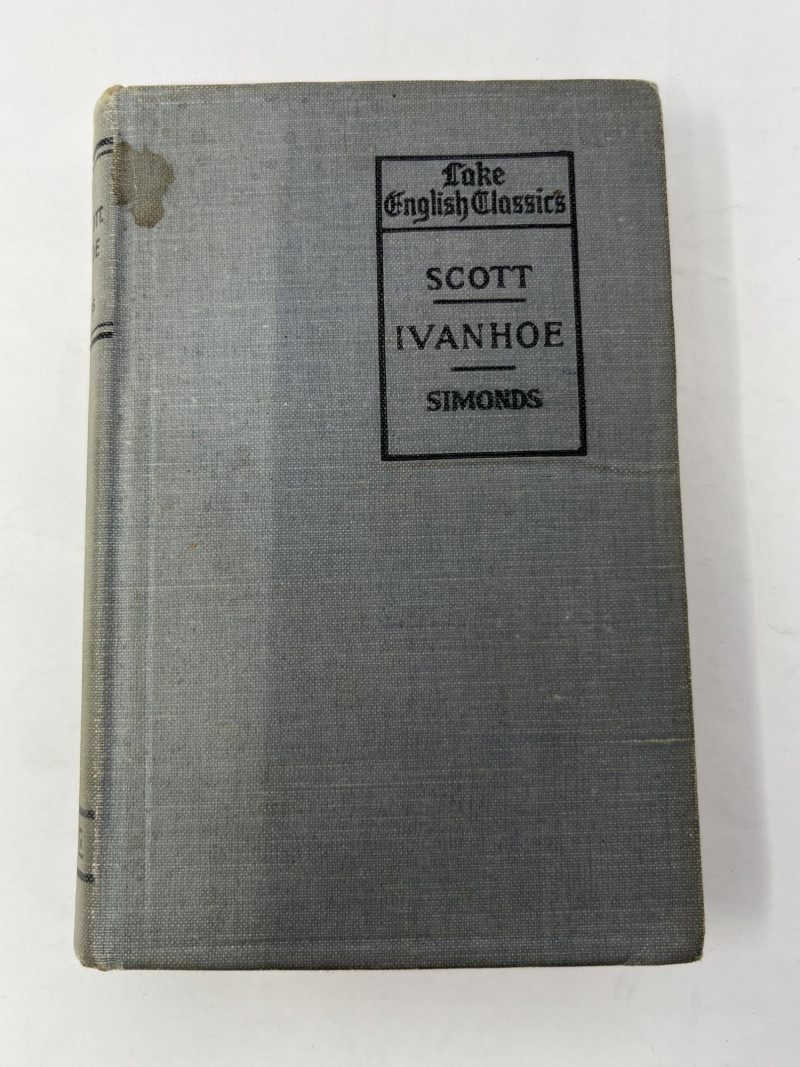 Lake
English Classics
SCOTT
IVANHOE
SIMONDS